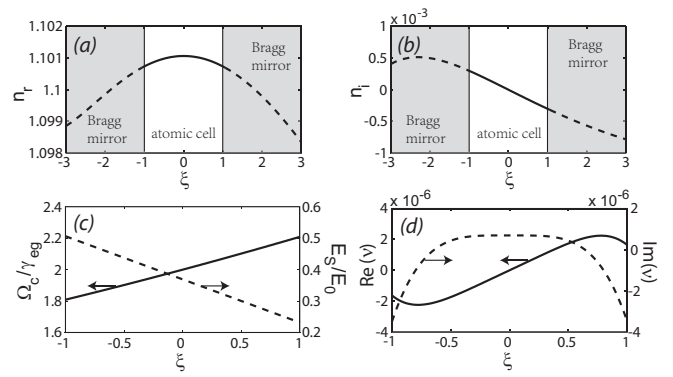 1.102
1.101
1.1
1.099
1.098
n_r
(a)
Bragg
mirror
Bragg
mirror
atomic cell
-3 -2 -1 0 1 2 3
ξ
1 x 10^-3
0.5
0
-0.5
-1
n_i
(b)
Bragg
mirror
Bragg
mirror
atomic cell
-3 -2 -1 0 1 2 3
ξ
2.4
2.2
2
1.8
1.6
Ω_c/γ_eg
(c)
0.6
0.5
0.4
0.3
0.2
E_S/E_0
-1 -0.5 0 0.5 1
ξ
x 10^-6
4
2
0
-2
-4
Re (ν)
(d)
x 10^-6
2
0
-2
-4
Im(ν)
-1 -0.5 0 0.5 1
ξ